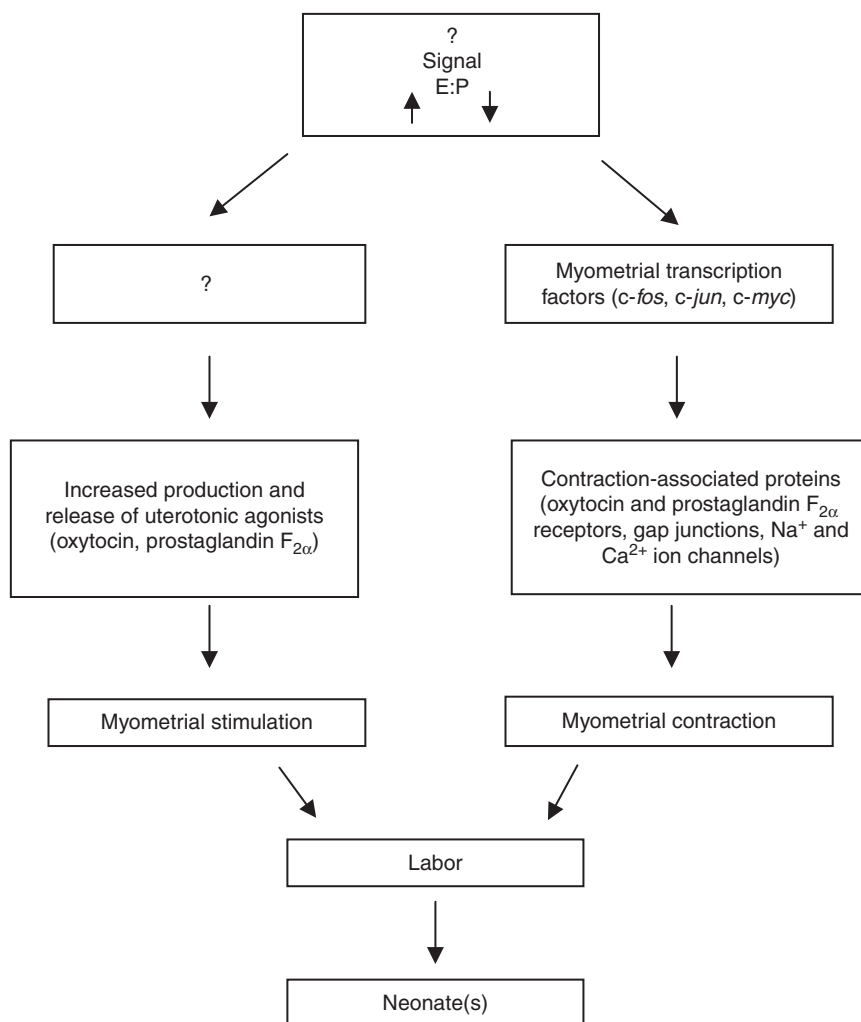 ?
Signal
E:P
?
Myometrial transcription
factors (c-fos, c-jun, c-myc)
Increased production and
release of uterotonic agonists
(oxytocin, prostaglandin F2α)
Contraction-associated proteins
(oxytocin and prostaglandin F2α
receptors, gap junctions, Na+ and
Ca2+ ion channels)
Myometrial stimulation
Myometrial contraction
Labor
Neonate(s)